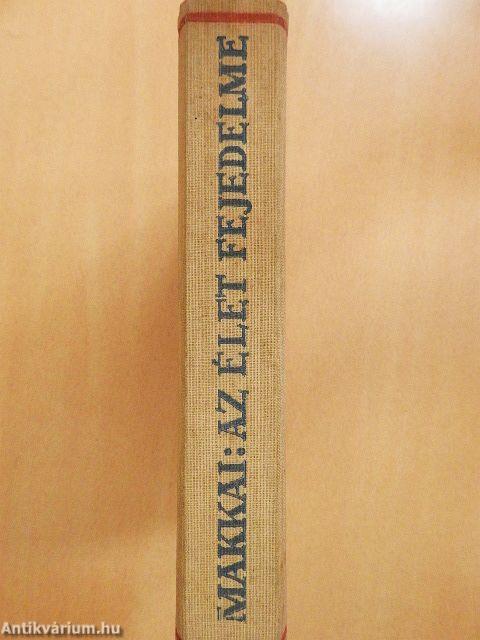 MAKKAI: AZ ÉLET FEJEDELME
Antikvárium.hu